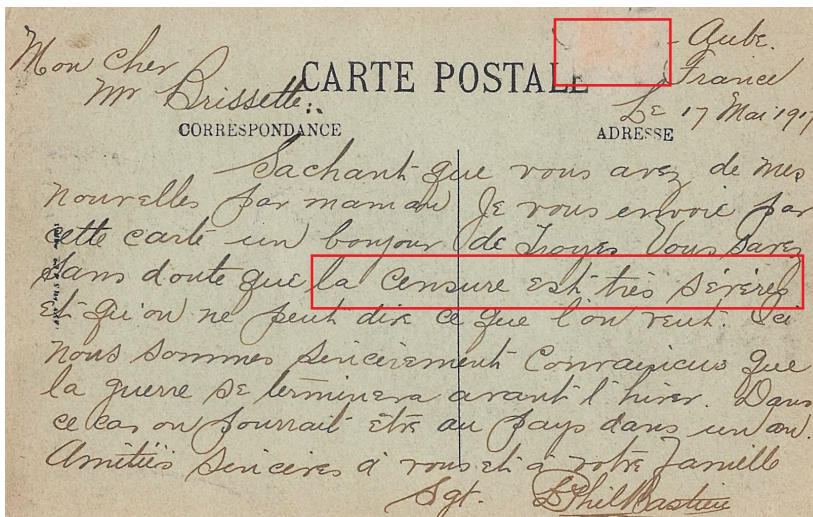 - Aube.
France
Mon cher
Mr Brissette:
CARTE POSTALE
Le 17 Mai 1917
CORRESPONDANCE
ADRESSE
Sachant que vous avez de mes
nouvelles par maman Je vous envoie par
cette carte un bonjour de Troyes Vous savez
sans doute que la censure est très sévères
Et qu'on ne peut dire ce que l'on veut. Ici
nous sommes sincèrement convaincus que
la guerre se terminera avant l'hiver. Dans
ce cas on pourrait être au pays dans un an.
Amitiés sincères à vous et à votre famille
Sgt. Phil Bastien